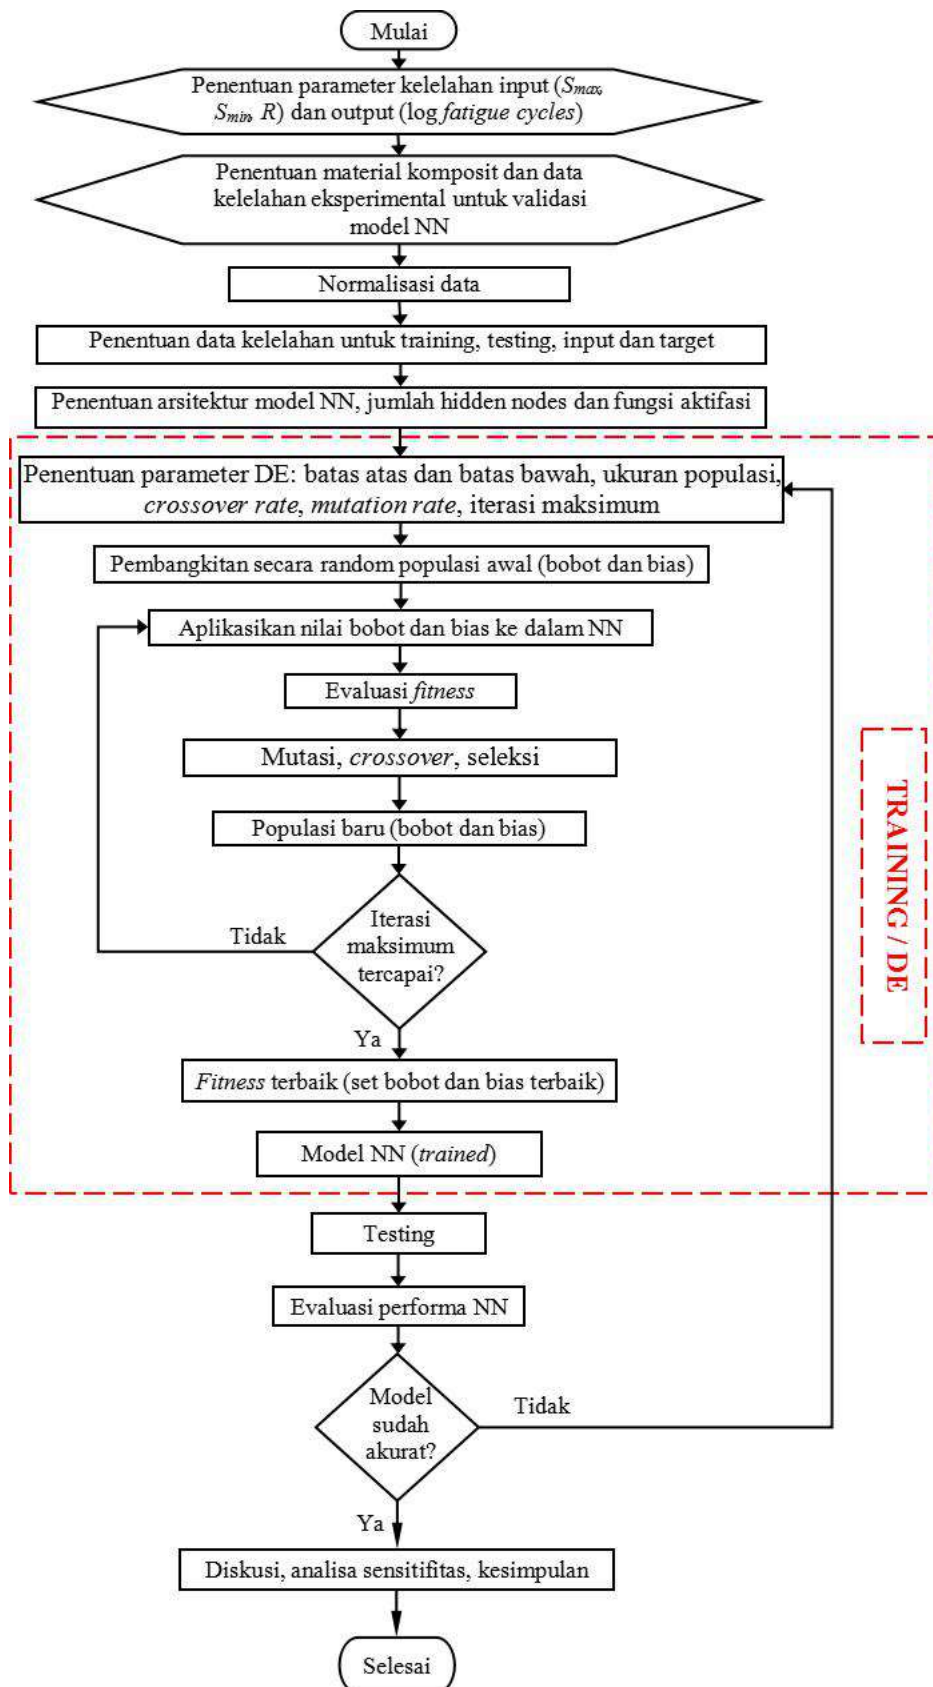 Mulai
Penentuan parameter kelelahan input (Smax,
Smin, R) dan output (log fatigue cycles)
Penentuan material komposit dan data
kelelahan eksperimental untuk validasi
model NN
Normalisasi data
Penentuan data kelelahan untuk training, testing, input dan target
Penentuan arsitektur model NN, jumlah hidden nodes dan fungsi aktifasi
Penentuan parameter DE: batas atas dan batas bawah, ukuran populasi,
crossover rate, mutation rate, iterasi maksimum
Pembangkitan secara random populasi awal (bobot dan bias)
Aplikasikan nilai bobot dan bias ke dalam NN
Evaluasi fitness
Mutasi, crossover, seleksi
Populasi baru (bobot dan bias)
Iterasi
maksimum
tercapai?
Tidak
Ya
Fitness terbaik (set bobot dan bias terbaik)
Model NN (trained)
TRAINING / DE
Testing
Evaluasi performa NN
Model
sudah
akurat?
Tidak
Ya
Diskusi, analisa sensitifitas, kesimpulan
Selesai